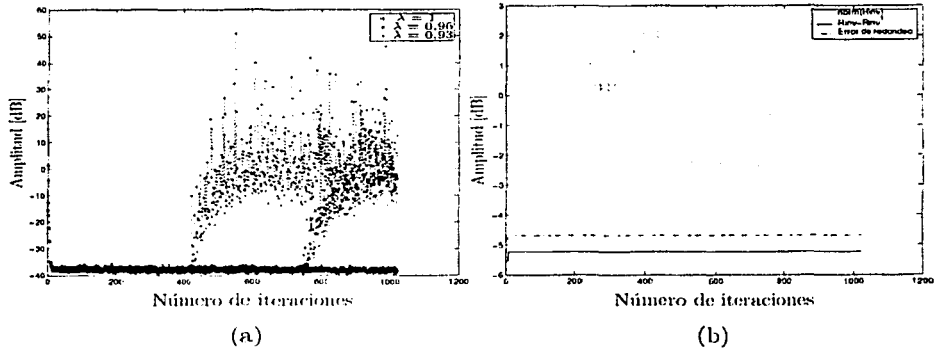 60
50
40
30
20
10
0
−10
−20
−30
−40
Amplitud [dB]
0 200 400 600 800 1000 1200
Número de iteraciones
λ = 1
λ = 0.96
λ = 0.93
(a)
3
2
1
0
−1
−2
−3
−4
−5
−6
Amplitud [dB]
0 200 400 600 800 1000 1200
Número de iteraciones
Error de redondeo
(b)